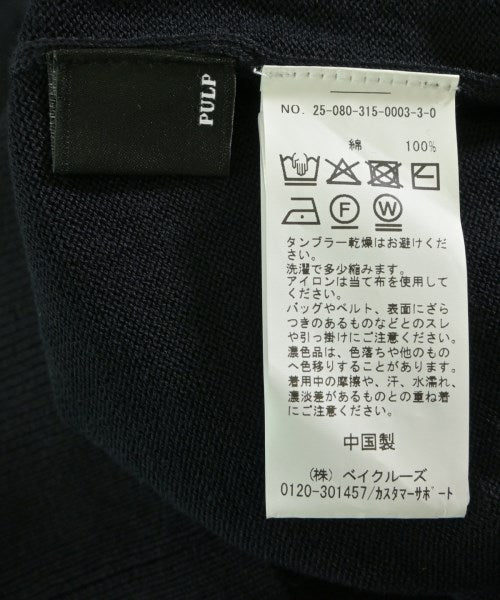 PULP
NO. 25-080-315-0003-3-0
綿 100%
F W
タンブラー乾燥はお避けくだ
さい。
洗濯で多少縮みます。
アイロンは当て布を使用して
ください。
バッグやベルト、表面にざら
つきのあるものなどとのスレ
や引っ掛けにご注意ください。
濃色品は、色落ちや他のもの
へ色移りすることがあります。
着用中の摩擦や、汗、水濡れ、
濃淡差があるものとの重ね着
にご注意ください。
中国製
(株) ベイクルーズ
0120-301457/カスタマーサポート